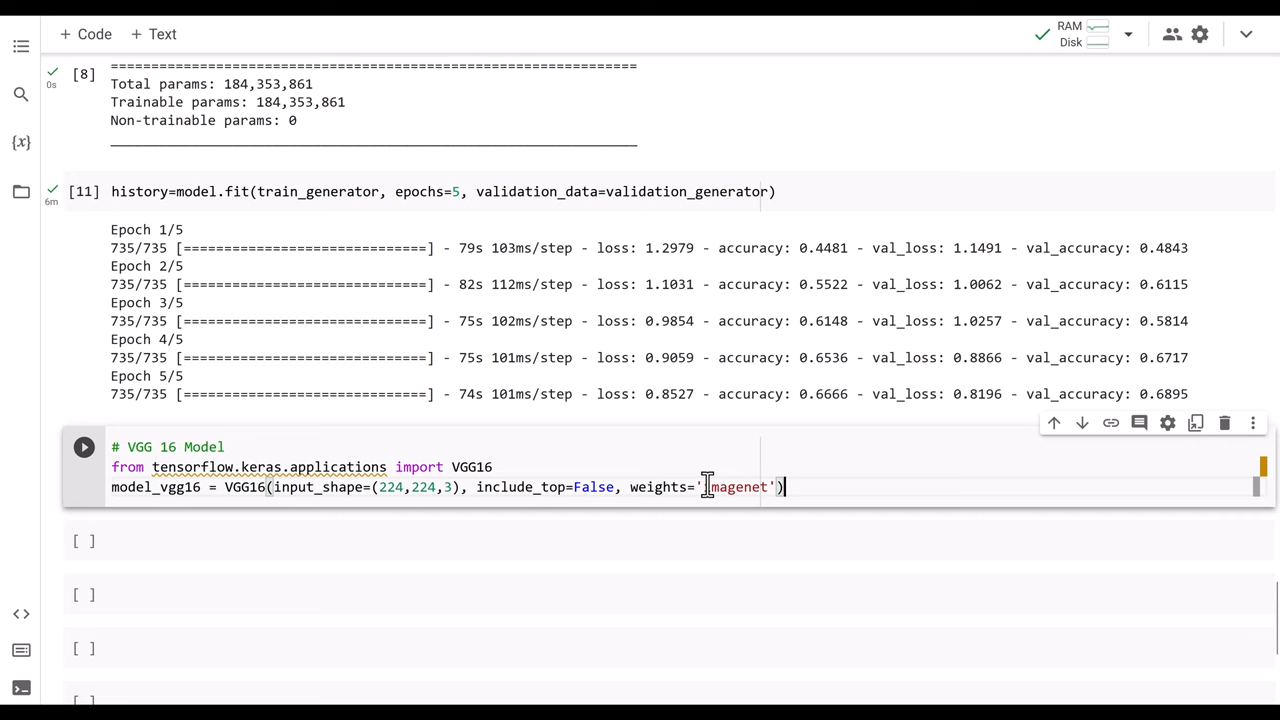 + Code + Text
RAM
Disk
[8]
0s
=================================================================
Total params: 184,353,861
Trainable params: 184,353,861
Non-trainable params: 0
_________________________________________________________________
[11] history=model.fit(train_generator, epochs=5, validation_data=validation_generator)
6m
Epoch 1/5
735/735 [==============================] - 79s 103ms/step - loss: 1.2979 - accuracy: 0.4481 - val_loss: 1.1491 - val_accuracy: 0.4843
Epoch 2/5
735/735 [==============================] - 82s 112ms/step - loss: 1.1031 - accuracy: 0.5522 - val_loss: 1.0062 - val_accuracy: 0.6115
Epoch 3/5
735/735 [==============================] - 75s 102ms/step - loss: 0.9854 - accuracy: 0.6148 - val_loss: 1.0257 - val_accuracy: 0.5814
Epoch 4/5
735/735 [==============================] - 75s 101ms/step - loss: 0.9059 - accuracy: 0.6536 - val_loss: 0.8866 - val_accuracy: 0.6717
Epoch 5/5
735/735 [==============================] - 74s 101ms/step - loss: 0.8527 - accuracy: 0.6666 - val_loss: 0.8196 - val_accuracy: 0.6895
# VGG 16 Model
from tensorflow.keras.applications import VGG16
model_vgg16 = VGG16(input_shape=(224,224,3), include_top=False, weights='imagenet')
[ ]
[ ]
[ ]
[ ]